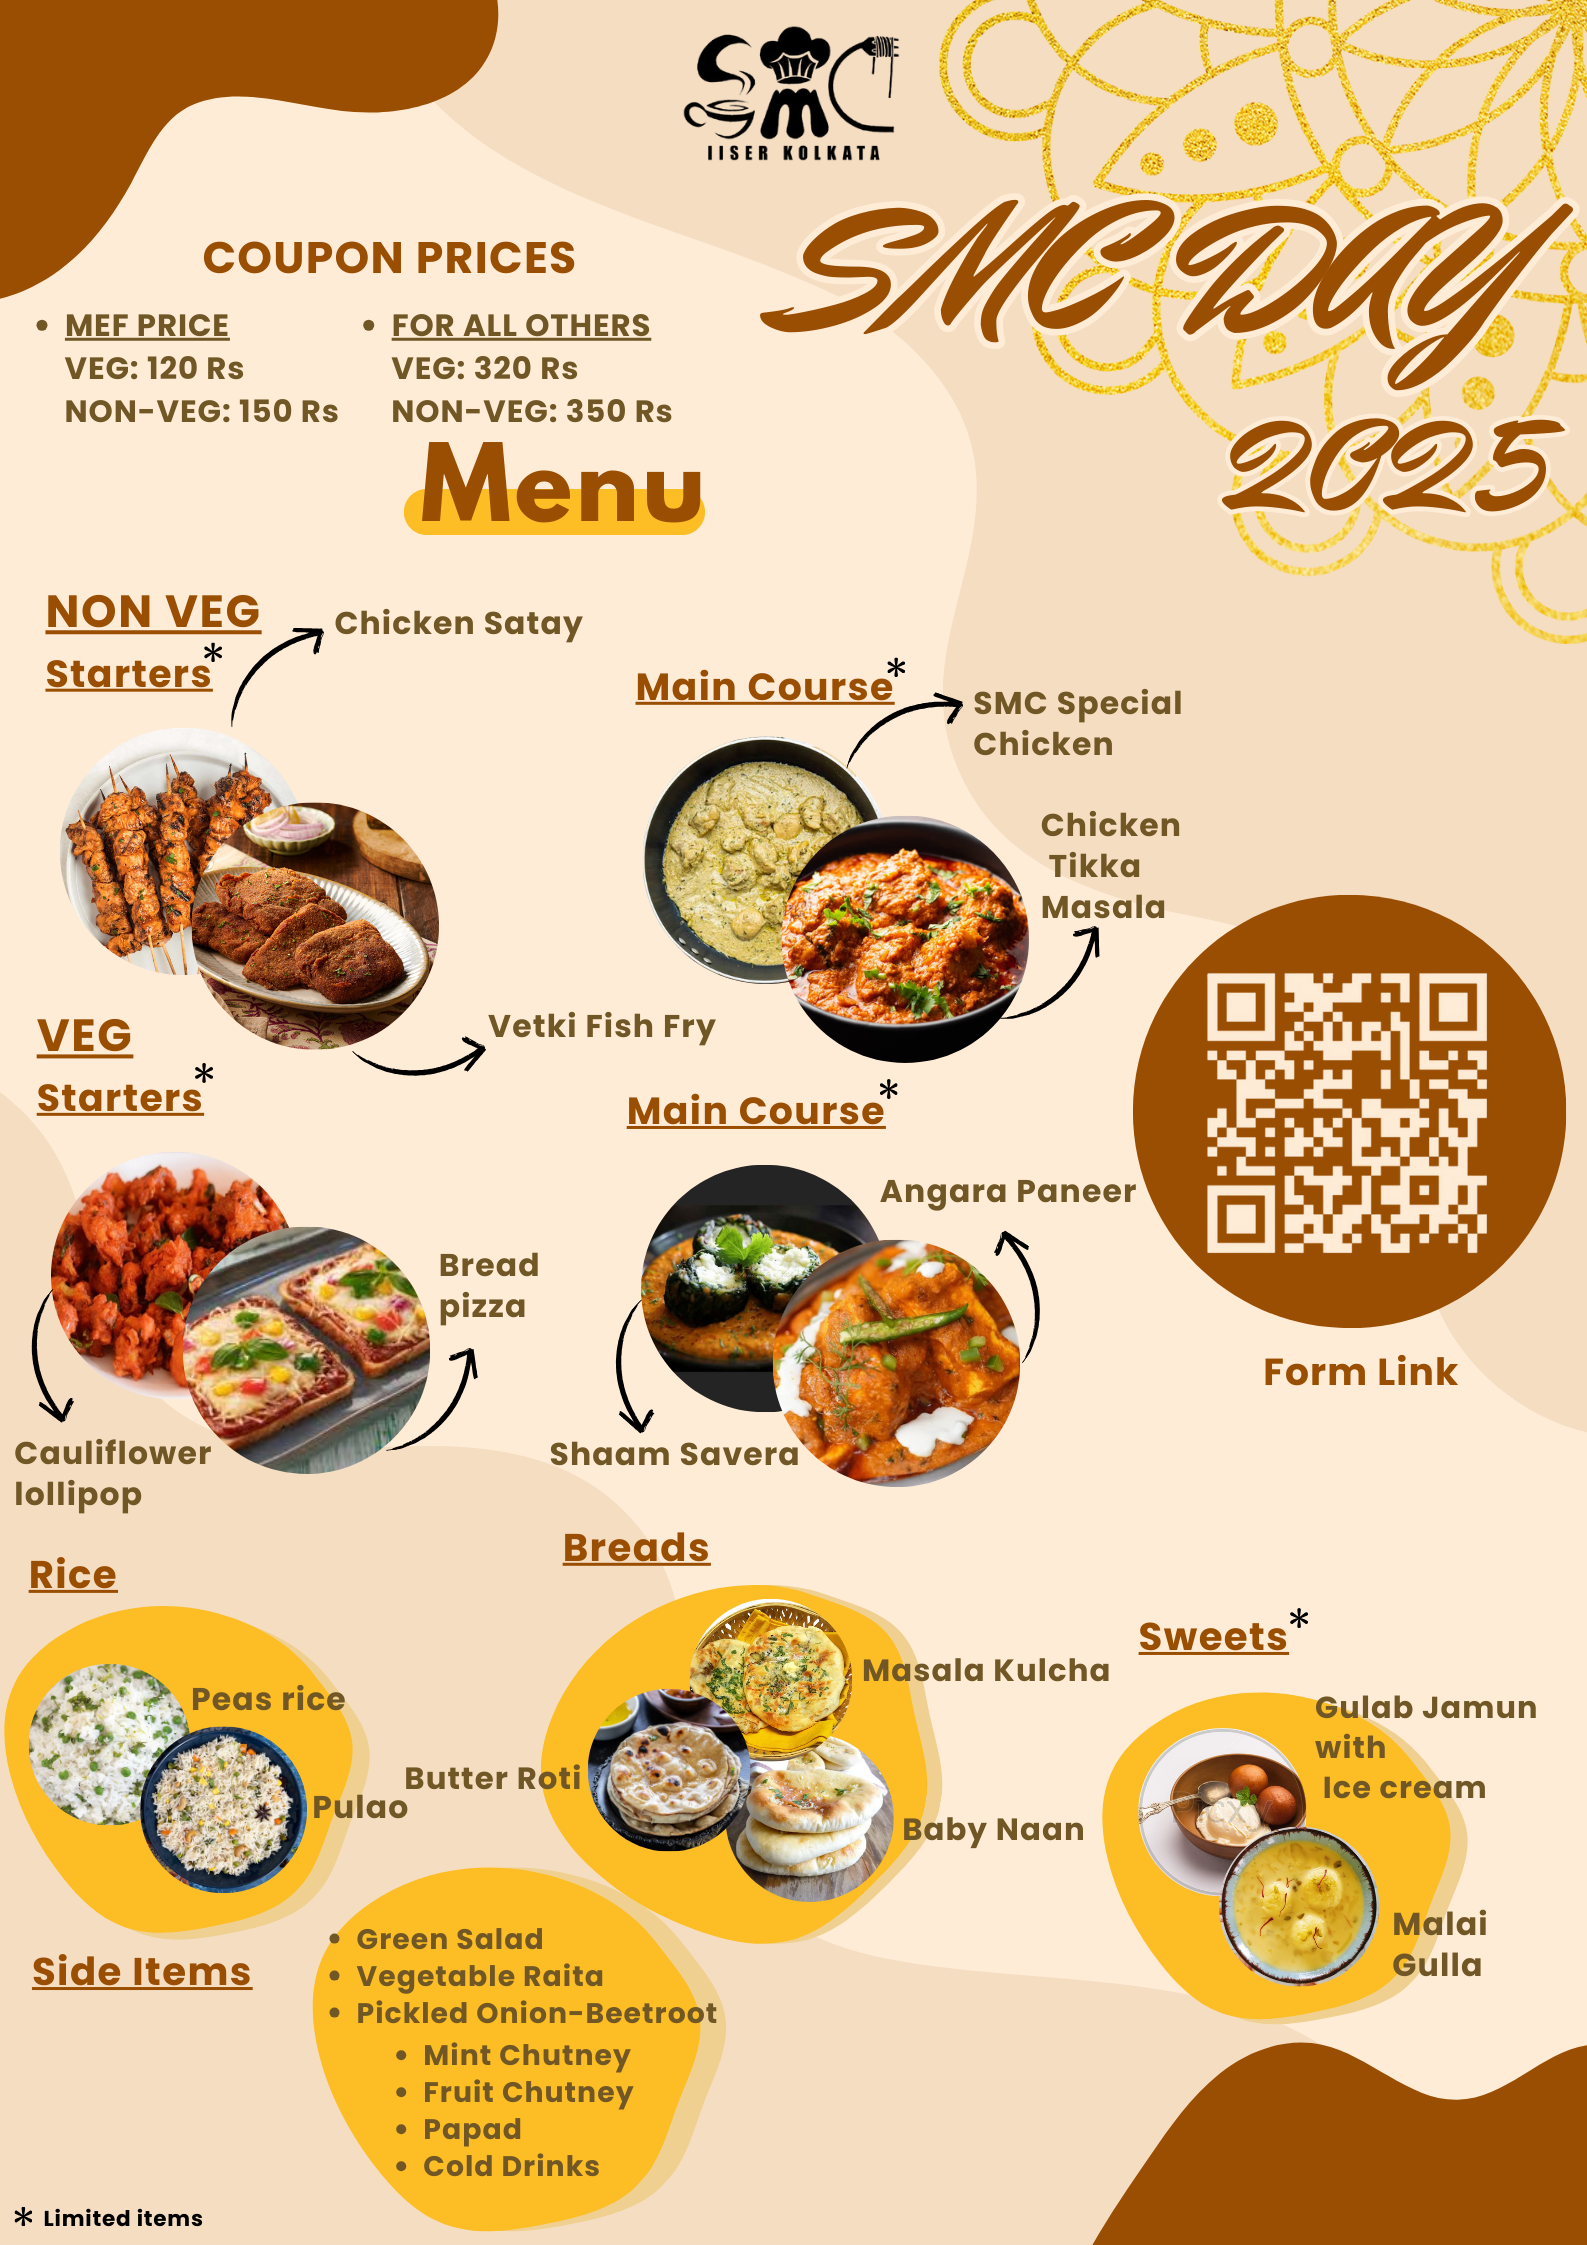 SMC
IISER KOLKATA
SMC DAY
2025
COUPON PRICES
• MEF PRICE
VEG: 120 Rs
NON-VEG: 150 Rs
• FOR ALL OTHERS
VEG: 320 Rs
NON-VEG: 350 Rs
Menu
NON VEG
Starters*
Chicken Satay
Vetki Fish Fry
Main Course*
SMC Special
Chicken
Chicken
Tikka
Masala
VEG
Starters*
Cauliflower
lollipop
Bread
pizza
Main Course*
Angara Paneer
Shaam Savera
Form Link
Rice
Peas rice
Pulao
Breads
Masala Kulcha
Butter Roti
Baby Naan
Sweets*
Gulab Jamun
with
Ice cream
Malai
Gulla
Side Items
• Green Salad
• Vegetable Raita
• Pickled Onion-Beetroot
• Mint Chutney
• Fruit Chutney
• Papad
• Cold Drinks
* Limited items